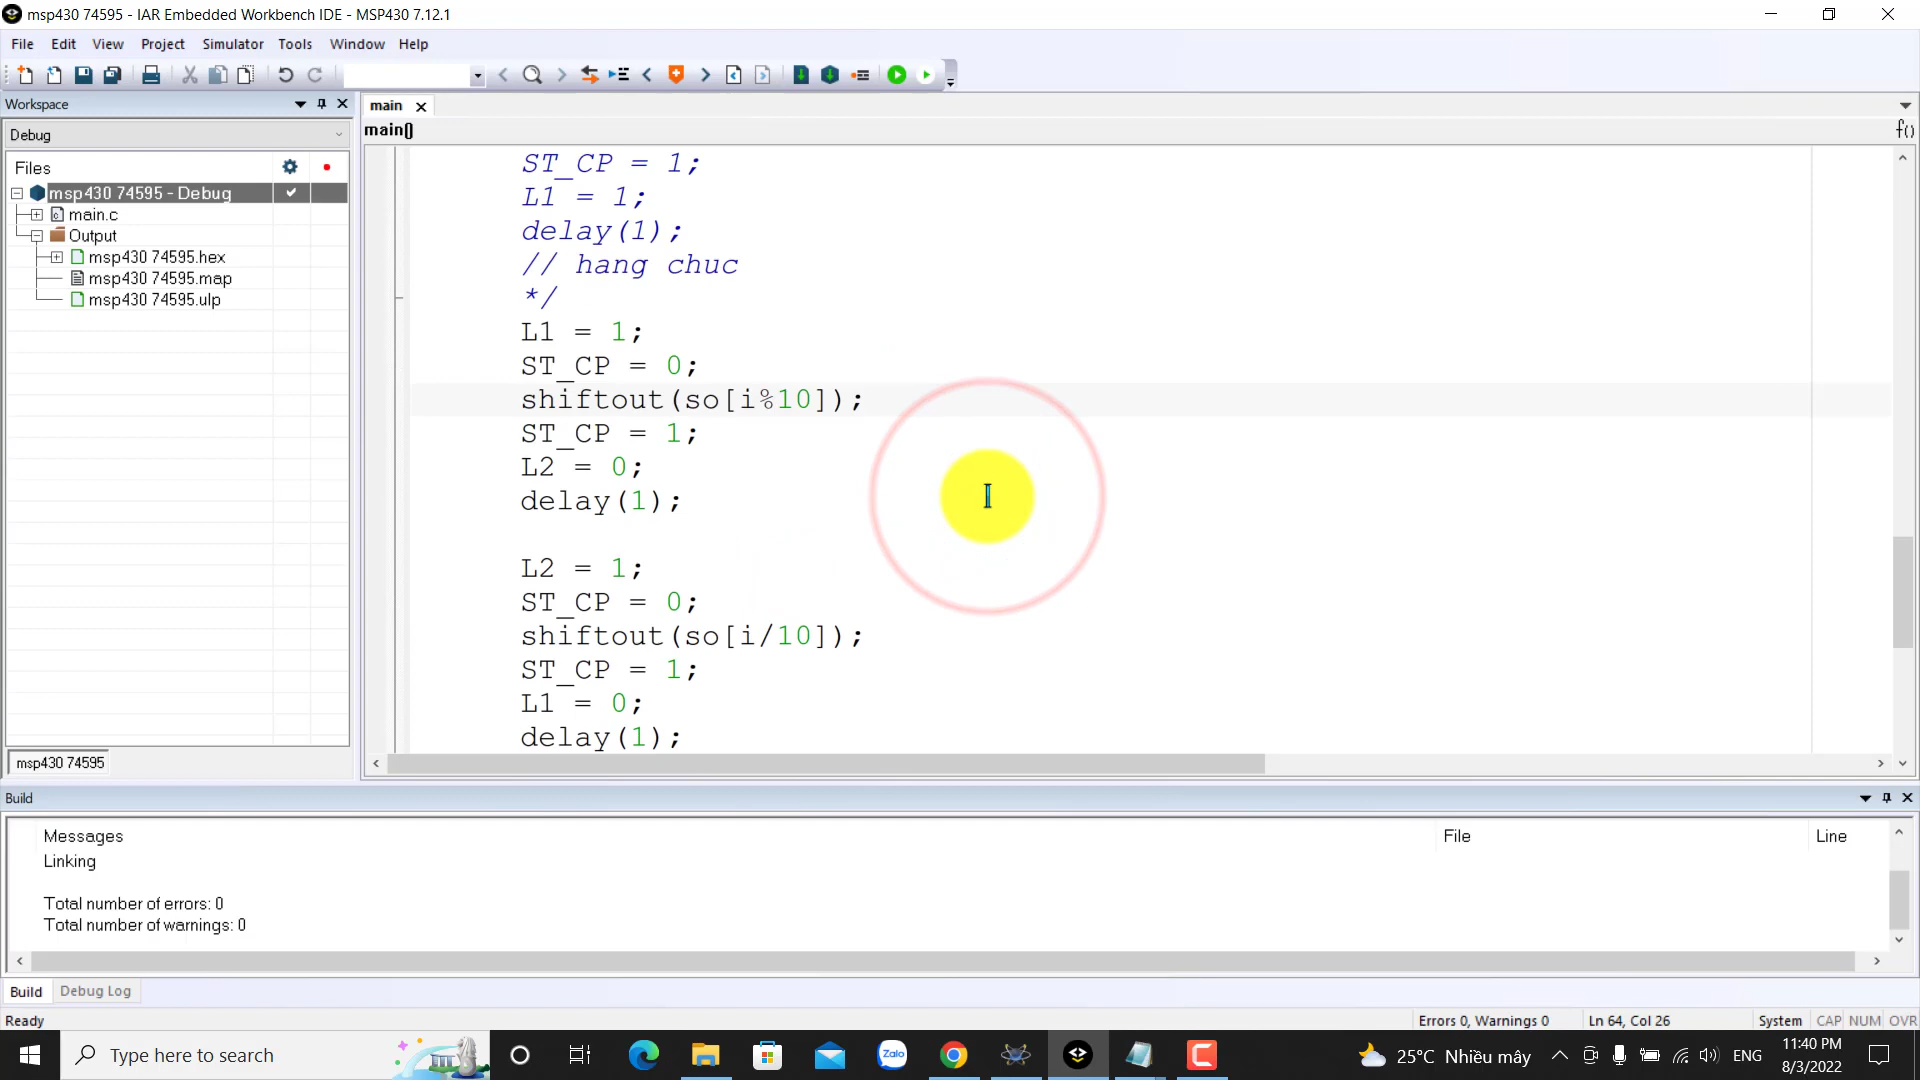 msp430 74595 - IAR Embedded Workbench IDE - MSP430 7.12.1
File Edit View Project Simulator Tools Window Help
Workspace
main
Debug
main()
f()
Files
msp430 74595 - Debug
main.c
Output
msp430 74595.hex
msp430 74595.map
msp430 74595.ulp
ST_CP = 1;
L1 = 1;
delay(1);
// hang chuc
*/
L1 = 1;
ST_CP = 0;
shiftout(so[i%10]);
ST_CP = 1;
L2 = 0;
delay(1);
L2 = 1;
ST_CP = 0;
shiftout(so[i/10]);
ST_CP = 1;
L1 = 0;
delay(1);
msp430 74595
Build
Messages File Line
Linking
Total number of errors: 0
Total number of warnings: 0
Build Debug Log
Ready Errors 0, Warnings 0 Ln 64, Col 26 System CAP NUM OVR
Type here to search
Zalo
25°C Nhiều mây
ENG
11:40 PM
8/3/2022